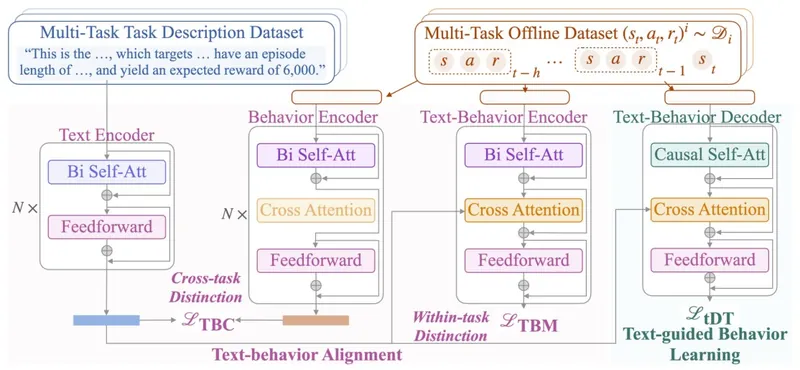 Multi-Task Task Description Dataset
“This is the …, which targets … have an episode
length of …, and yield an expected reward of 6,000.”
Multi-Task Offline Dataset (s_t, a_t, r_t)^i ~ 𝒟_i
s a r t−h … s a r t−1 s_t
Text Encoder
Bi Self-Att
N ×
Feedforward
Behavior Encoder
Bi Self-Att
N ×
Cross Attention
Feedforward
Text-Behavior Encoder
Bi Self-Att
Cross Attention
Feedforward
Text-Behavior Decoder
Causal Self-Att
Cross Attention
Feedforward
Cross-task
Distinction
ℒ_TBC
Within-task
Distinction
ℒ_TBM
ℒ_tDT
Text-guided Behavior
Learning
Text-behavior Alignment